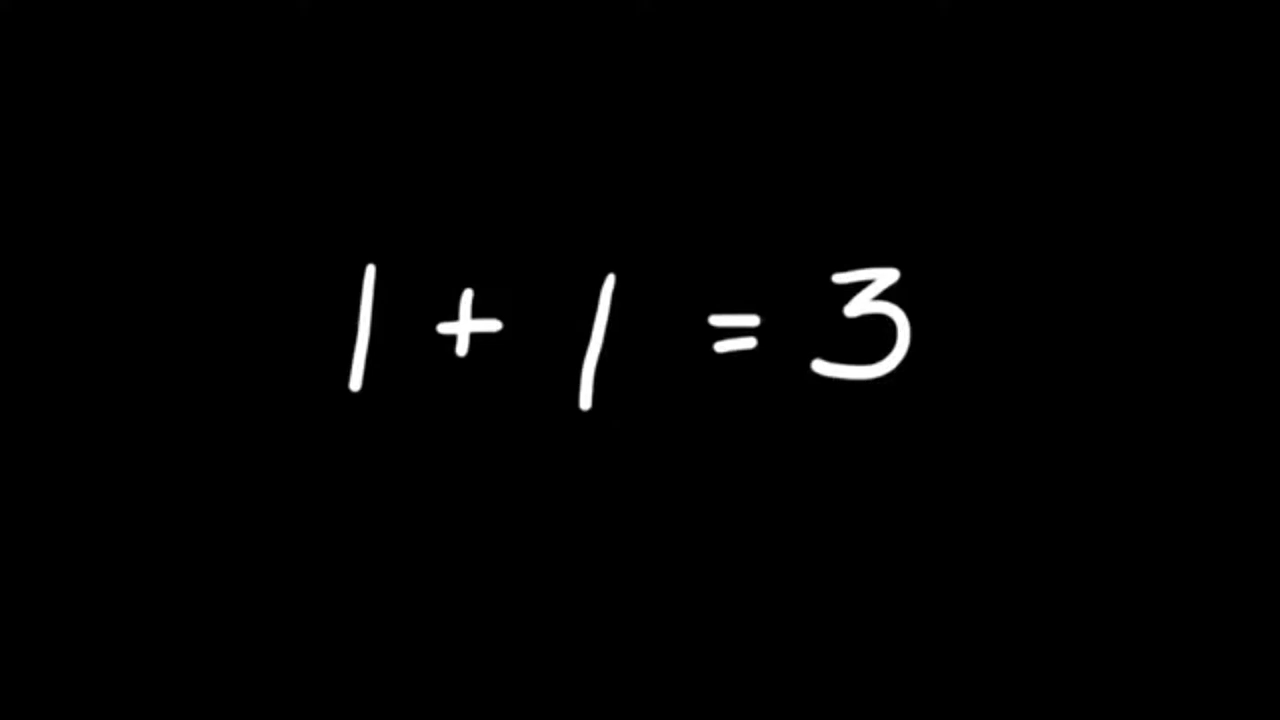 1 + 1 = 3